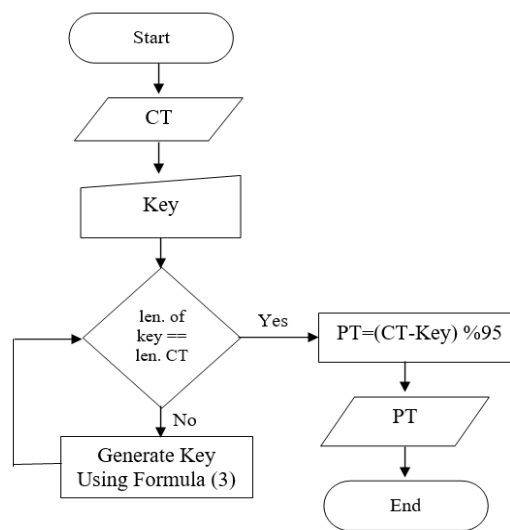 Start
CT
Key
len. of
key ==
len. CT
Yes
PT=(CT-Key) %95
No
PT
Generate Key
Using Formula (3)
End